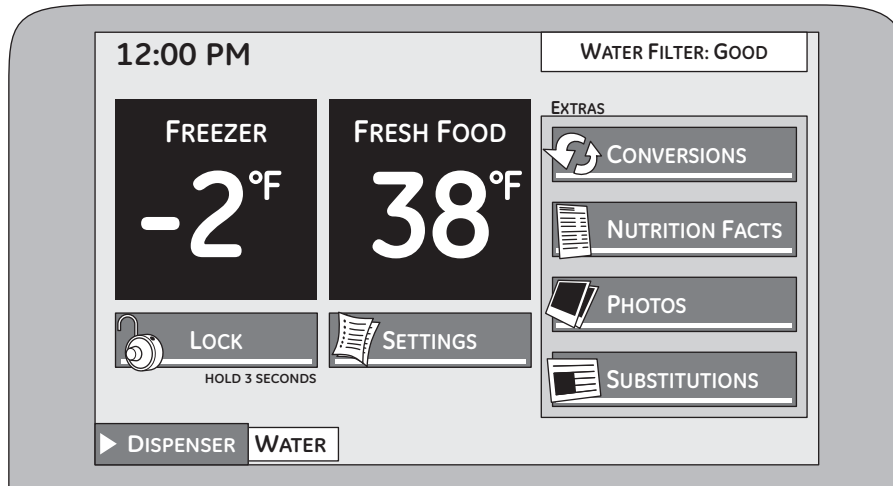 12:00 PM
WATER FILTER: GOOD
FREEZER
-2°F
FRESH FOOD
38°F
EXTRAS
CONVERSIONS
NUTRITION FACTS
PHOTOS
SUBSTITUTIONS
LOCK
HOLD 3 SECONDS
SETTINGS
DISPENSER
WATER